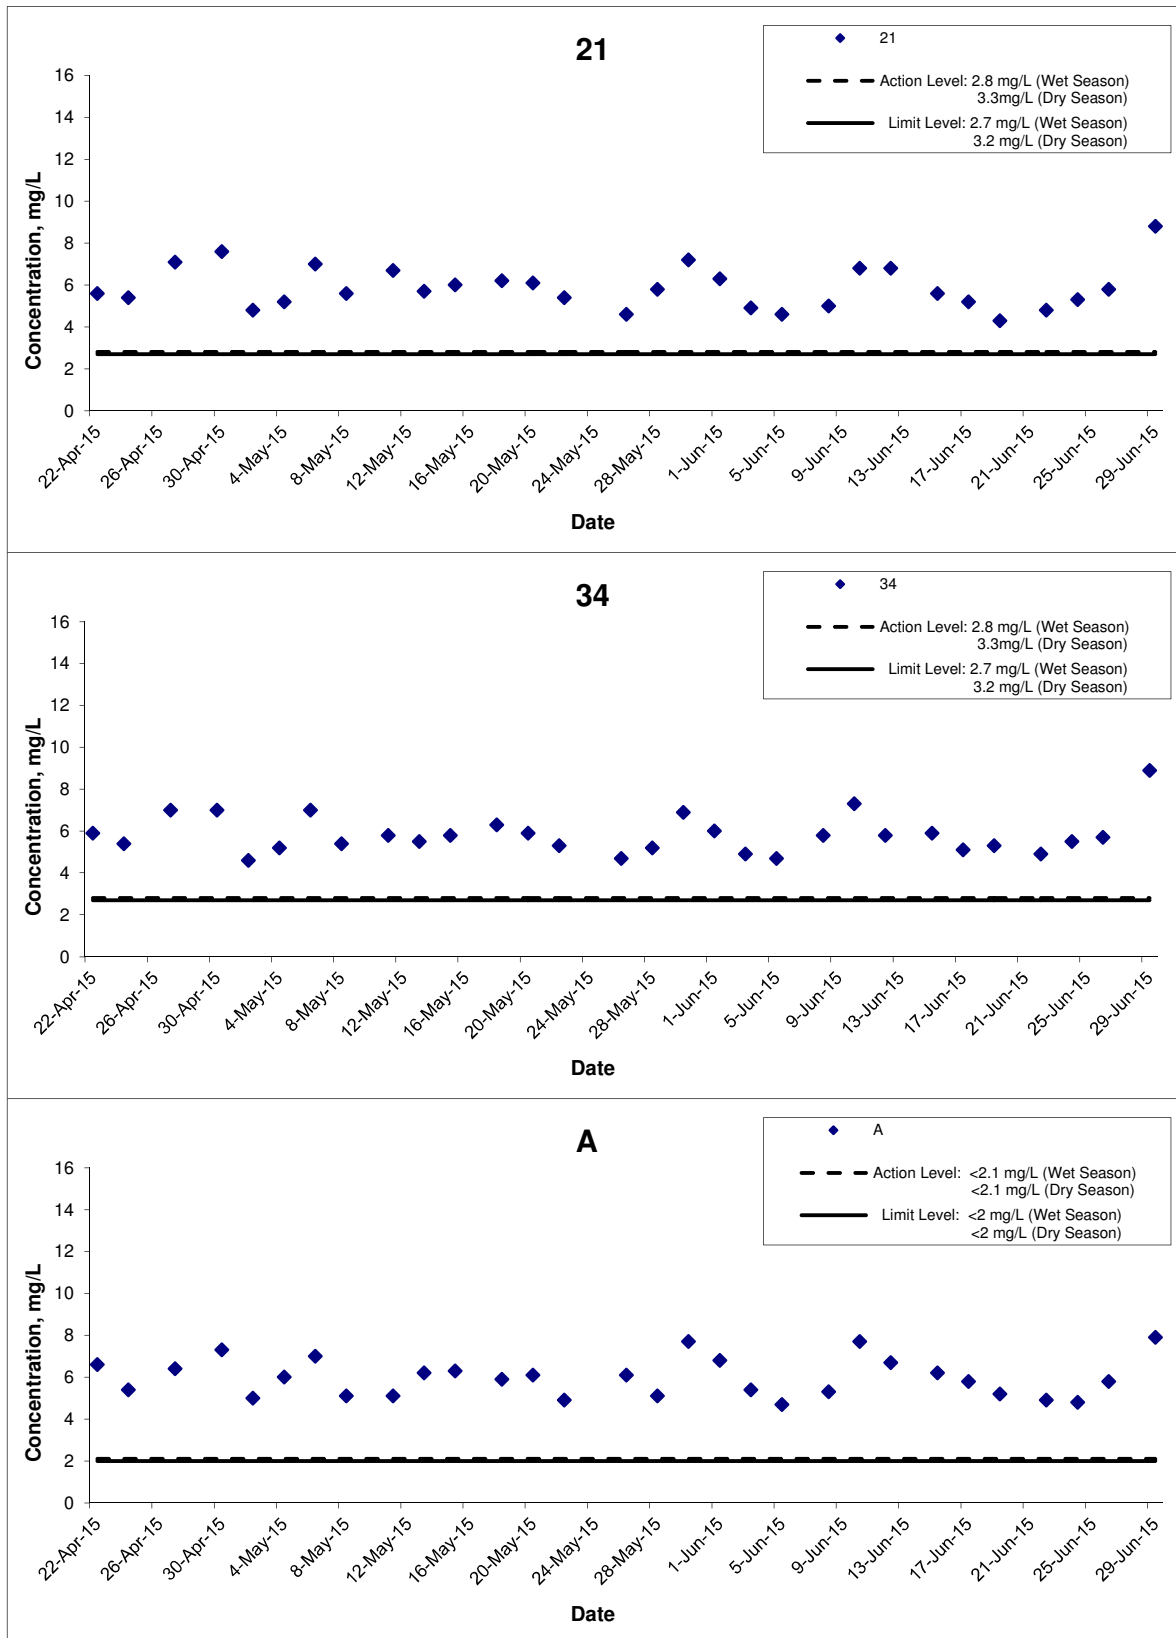 21
21
Action Level: 2.8 mg/L (Wet Season)
3.3mg/L (Dry Season)
Limit Level: 2.7 mg/L (Wet Season)
3.2 mg/L (Dry Season)
Concentration, mg/L
16
14
12
10
8
6
4
2
0
22-Apr-15
26-Apr-15
30-Apr-15
4-May-15
8-May-15
12-May-15
16-May-15
20-May-15
24-May-15
28-May-15
1-Jun-15
5-Jun-15
9-Jun-15
13-Jun-15
17-Jun-15
21-Jun-15
25-Jun-15
29-Jun-15
Date
34
34
Action Level: 2.8 mg/L (Wet Season)
3.3mg/L (Dry Season)
Limit Level: 2.7 mg/L (Wet Season)
3.2 mg/L (Dry Season)
Concentration, mg/L
16
14
12
10
8
6
4
2
0
22-Apr-15
26-Apr-15
30-Apr-15
4-May-15
8-May-15
12-May-15
16-May-15
20-May-15
24-May-15
28-May-15
1-Jun-15
5-Jun-15
9-Jun-15
13-Jun-15
17-Jun-15
21-Jun-15
25-Jun-15
29-Jun-15
Date
A
A
Action Level: <2.1 mg/L (Wet Season)
<2.1 mg/L (Dry Season)
Limit Level: <2 mg/L (Wet Season)
<2 mg/L (Dry Season)
Concentration, mg/L
16
14
12
10
8
6
4
2
0
22-Apr-15
26-Apr-15
30-Apr-15
4-May-15
8-May-15
12-May-15
16-May-15
20-May-15
24-May-15
28-May-15
1-Jun-15
5-Jun-15
9-Jun-15
13-Jun-15
17-Jun-15
21-Jun-15
25-Jun-15
29-Jun-15
Date